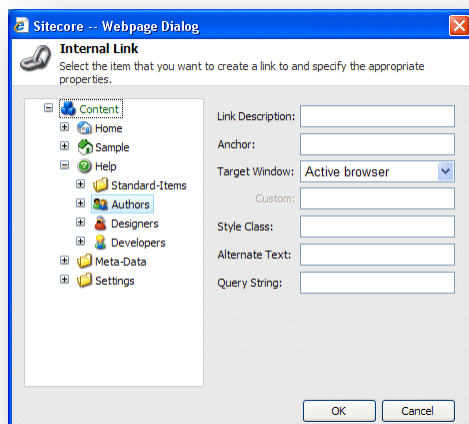 Sitecore -- Webpage Dialog
Internal Link
Select the item that you want to create a link to and specify the appropriate
properties.
Content
Home
Sample
Help
Standard-Items
Authors
Designers
Developers
Meta-Data
Settings
Link Description:
Anchor:
Target Window: Active browser
Custom:
Style Class:
Alternate Text:
Query String:
OK Cancel